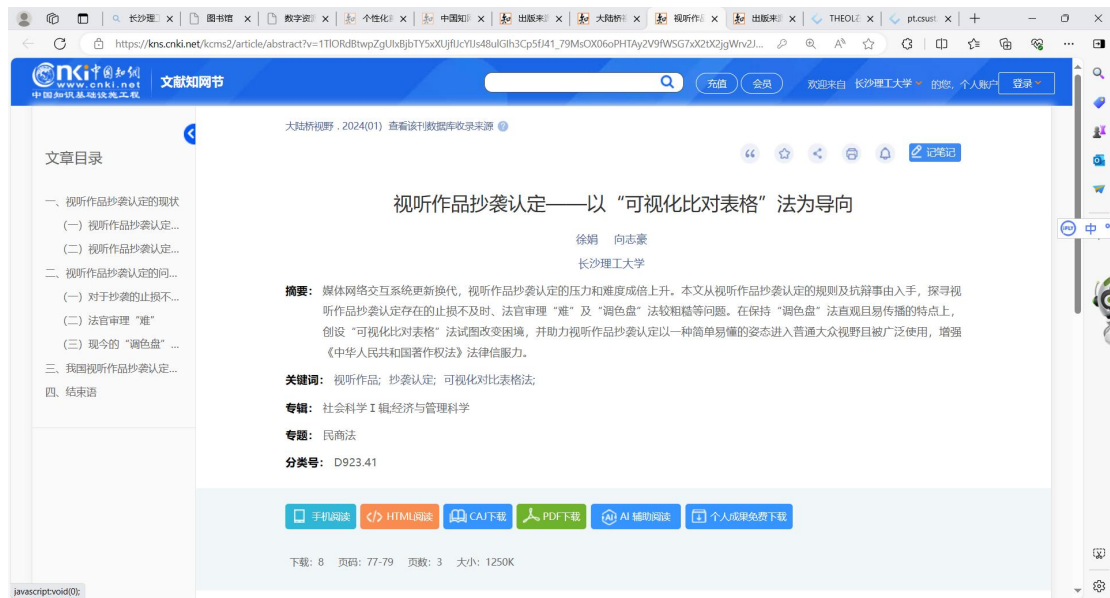 长沙理工
图书馆
数字资
个性化
中国知
出版来
大陆桥
视听作
出版来
THEOLE
pt.csust
https://kns.cnki.net/kcms2/article/abstract?v=
CNKi中国知网
www.cnki.net
中国知识基础设施工程
文献知网节
充值
会员
欢迎来自 长沙理工大学 的您,个人账户
登录
文章目录
一、视听作品抄袭认定的现状
(一)视听作品抄袭认定...
(二)视听作品抄袭认定...
二、视听作品抄袭认定的问...
(一)对于抄袭的止损不...
(二)法官审理“难”
(三)现今的“调色盘”...
三、我国视听作品抄袭认定...
四、结束语
大陆桥视野 . 2024(01) 查看该刊数据库收录来源
记笔记
视听作品抄袭认定——以“可视化比对表格”法为导向
徐娟 向志豪
长沙理工大学
摘要: 媒体网络交互系统更新换代,视听作品抄袭认定的压力和难度成倍上升。本文从视听作品抄袭认定的规则及抗辩事由入手,探寻视
听作品抄袭认定存在的止损不及时、法官审理“难”及“调色盘”法较粗糙等问题。在保持“调色盘”法直观且易传播的特点上,
创设“可视化比对表格”法试图改变困境,并助力视听作品抄袭认定以一种简单易懂的姿态进入普通大众视野且被广泛使用,增强
《中华人民共和国著作权法》法律信服力。
关键词: 视听作品; 抄袭认定; 可视化对比表格法;
专辑: 社会科学Ⅰ辑;经济与管理科学
专题: 民商法
分类号: D923.41
手机阅读
HTML阅读
CAJ下载
PDF下载
AI 辅助阅读
个人成果免费下载
下载: 8 页码: 77-79 页数: 3 大小: 1250K
中
javascript:void(0);